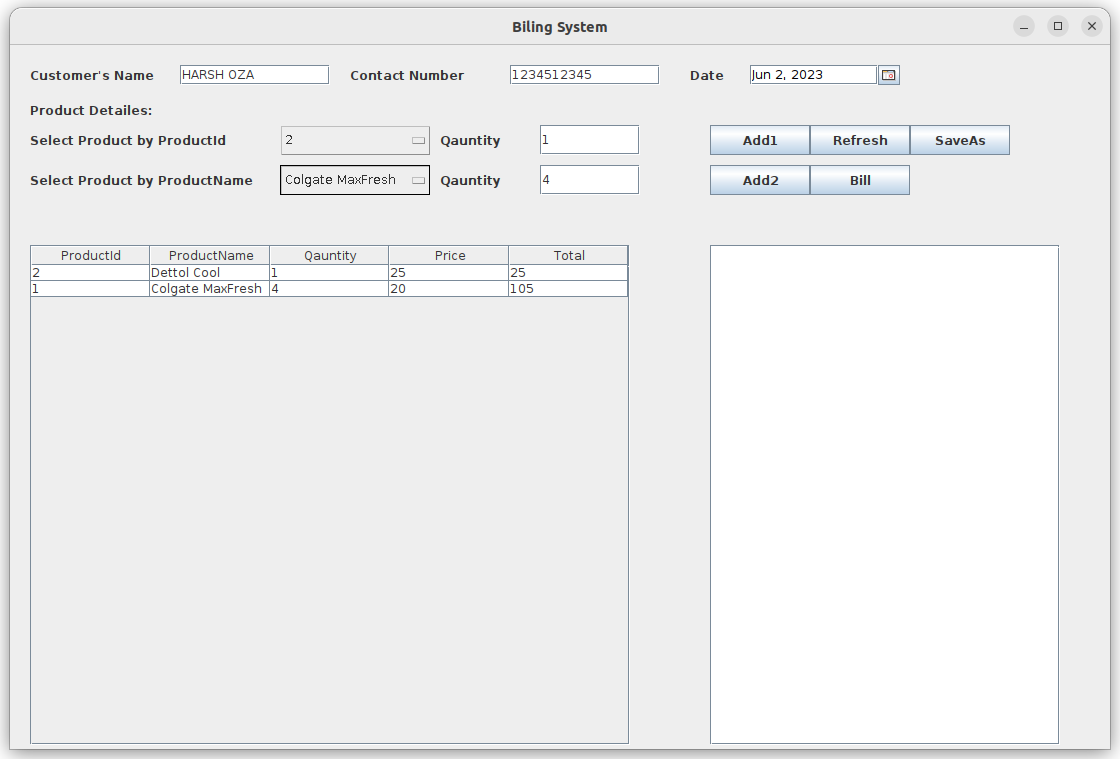 Biling System
Customer's Name HARSH OZA Contact Number 1234512345 Date Jun 2, 2023
Product Detailes:
Select Product by ProductId 2 Qauntity 1 Add1 Refresh SaveAs
Select Product by ProductName Colgate MaxFresh Qauntity 4 Add2 Bill
ProductId ProductName Qauntity Price Total
2 Dettol Cool 1 25 25
1 Colgate MaxFresh 4 20 105